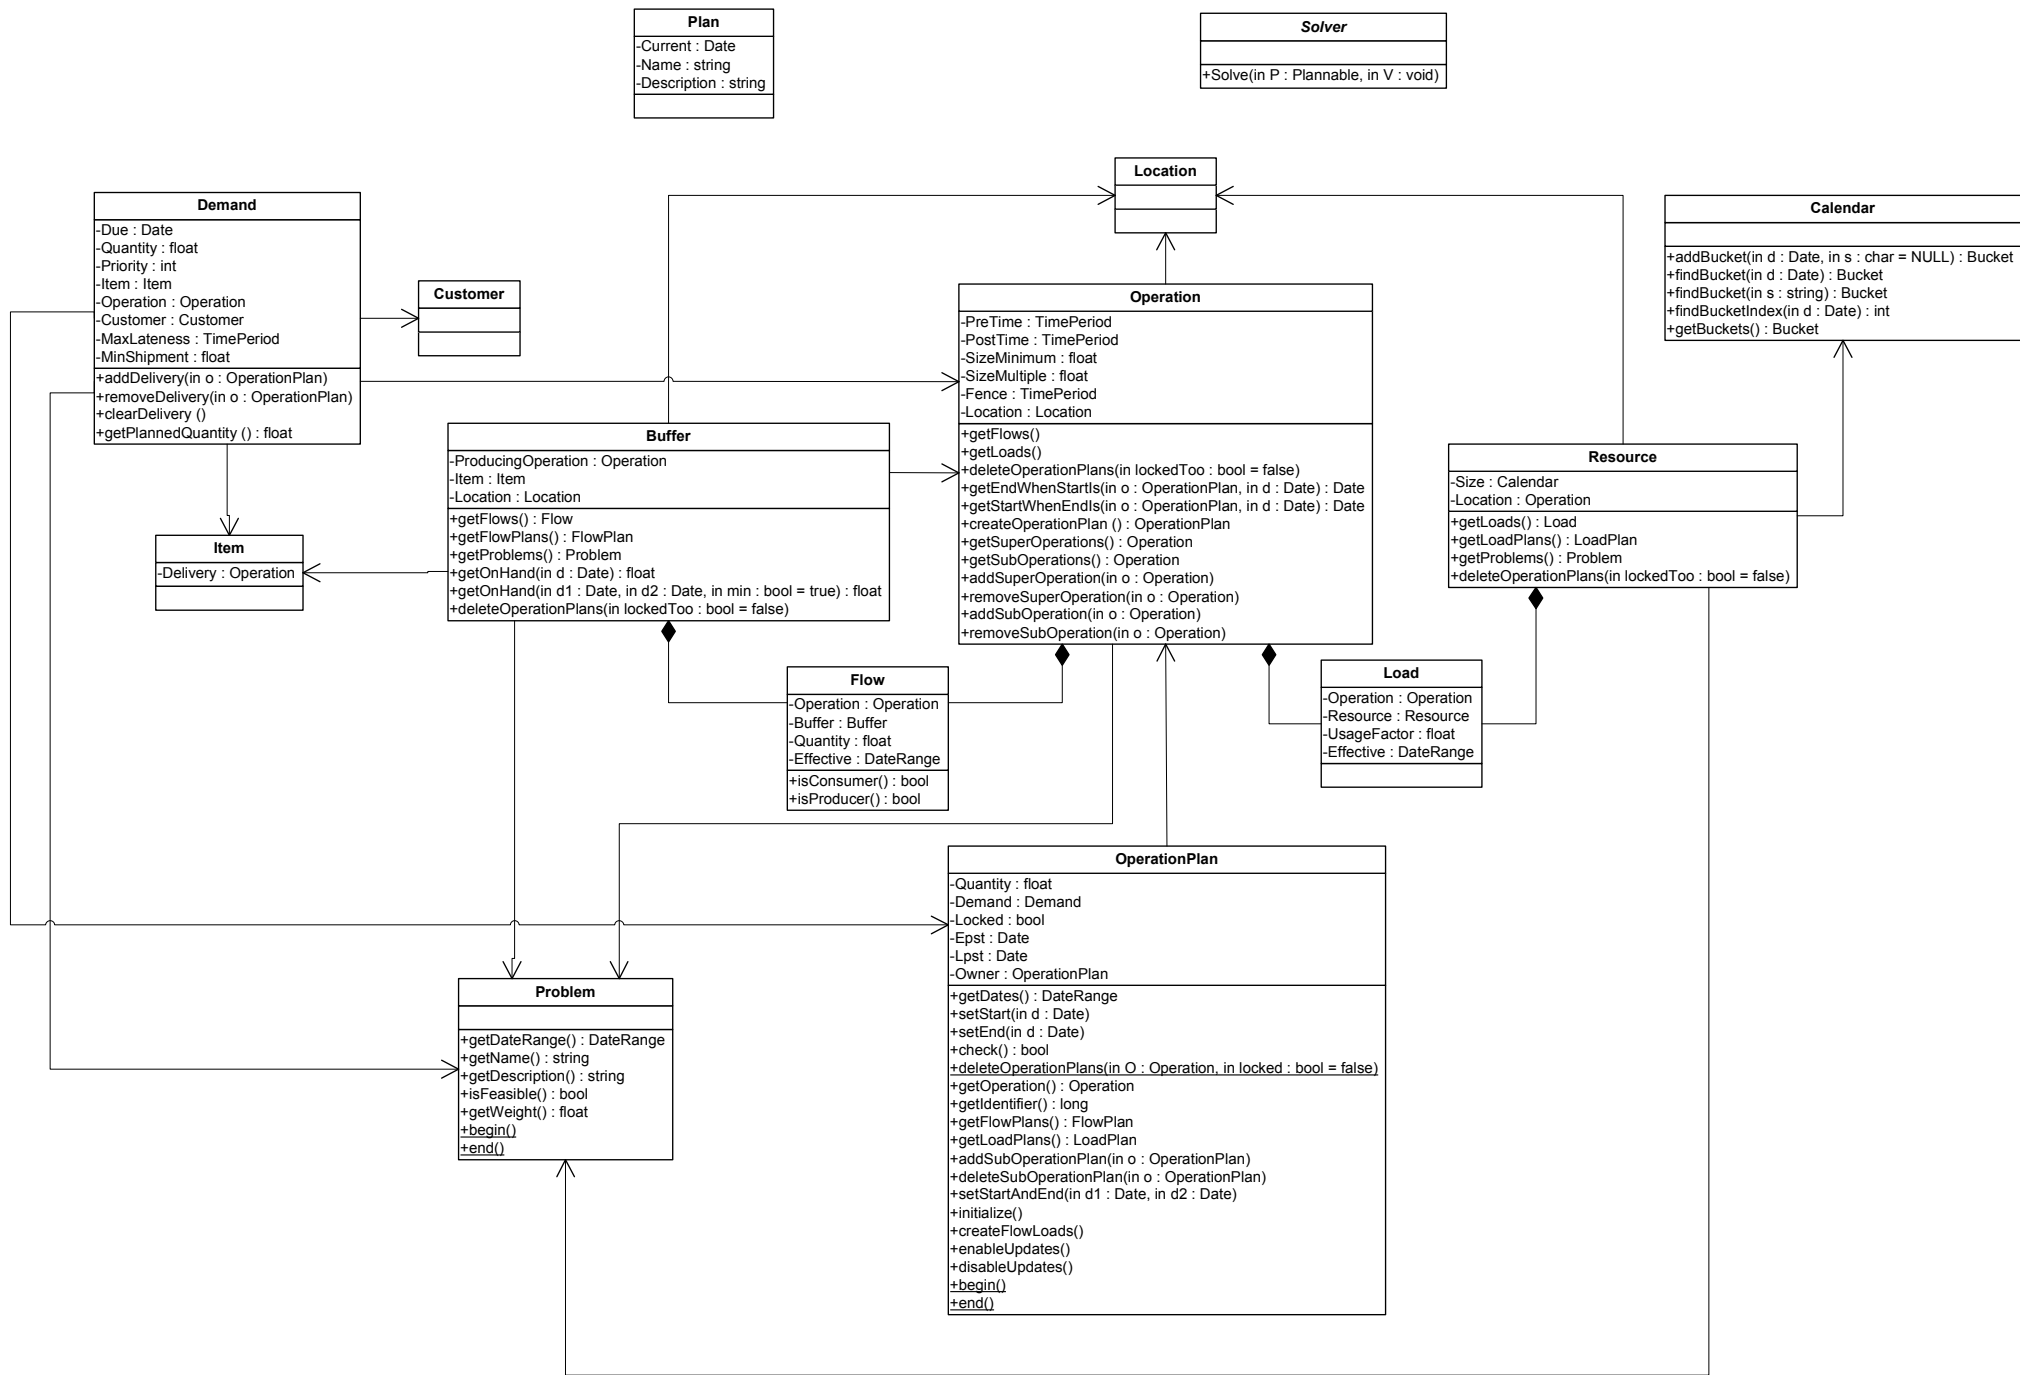 Plan
-Current : Date
-Name : string
-Description : string
Solver
+Solve(in P : Plannable, in V : void)
Location
Demand
-Due : Date
-Quantity : float
-Priority : int
-Item : Item
-Operation : Operation
-Customer : Customer
-MaxLateness : TimePeriod
-MinShipment : float
+addDelivery(in o : OperationPlan)
+removeDelivery(in o : OperationPlan)
+clearDelivery ()
+getPlannedQuantity () : float
Customer
Calendar
+addBucket(in d : Date, in s : char = NULL) : Bucket
+findBucket(in d : Date) : Bucket
+findBucket(in s : string) : Bucket
+findBucketIndex(in d : Date) : int
+getBuckets() : Bucket
Operation
-PreTime : TimePeriod
-PostTime : TimePeriod
-SizeMinimum : float
-SizeMultiple : float
-Fence : TimePeriod
-Location : Location
+getFlows()
+getLoads()
+deleteOperationPlans(in lockedToo : bool = false)
+getEndWhenStartIs(in o : OperationPlan, in d : Date) : Date
+getStartWhenEndIs(in o : OperationPlan, in d : Date) : Date
+createOperationPlan () : OperationPlan
+getSuperOperations() : Operation
+getSubOperations() : Operation
+addSuperOperation(in o : Operation)
+removeSuperOperation(in o : Operation)
+addSubOperation(in o : Operation)
+removeSubOperation(in o : Operation)
Buffer
-ProducingOperation : Operation
-Item : Item
-Location : Location
+getFlows() : Flow
+getFlowPlans() : FlowPlan
+getProblems() : Problem
+getOnHand(in d : Date) : float
+getOnHand(in d1 : Date, in d2 : Date, in min : bool = true) : float
+deleteOperationPlans(in lockedToo : bool = false)
Resource
-Size : Calendar
-Location : Operation
+getLoads() : Load
+getLoadPlans() : LoadPlan
+getProblems() : Problem
+deleteOperationPlans(in lockedToo : bool = false)
Item
-Delivery : Operation
Flow
-Operation : Operation
-Buffer : Buffer
-Quantity : float
-Effective : DateRange
+isConsumer() : bool
+isProducer() : bool
Load
-Operation : Operation
-Resource : Resource
-UsageFactor : float
-Effective : DateRange
OperationPlan
-Quantity : float
-Demand : Demand
-Locked : bool
-Epst : Date
-Lpst : Date
-Owner : OperationPlan
+getDates() : DateRange
+setStart(in d : Date)
+setEnd(in d : Date)
+check() : bool
+deleteOperationPlans(in O : Operation, in locked : bool = false)
+getOperation() : Operation
+getIdentifier() : long
+getFlowPlans() : FlowPlan
+getLoadPlans() : LoadPlan
+addSubOperationPlan(in o : OperationPlan)
+deleteSubOperationPlan(in o : OperationPlan)
+setStartAndEnd(in d1 : Date, in d2 : Date)
+initialize()
+createFlowLoads()
+enableUpdates()
+disableUpdates()
+begin()
+end()
Problem
+getDateRange() : DateRange
+getName() : string
+getDescription() : string
+isFeasible() : bool
+getWeight() : float
+begin()
+end()